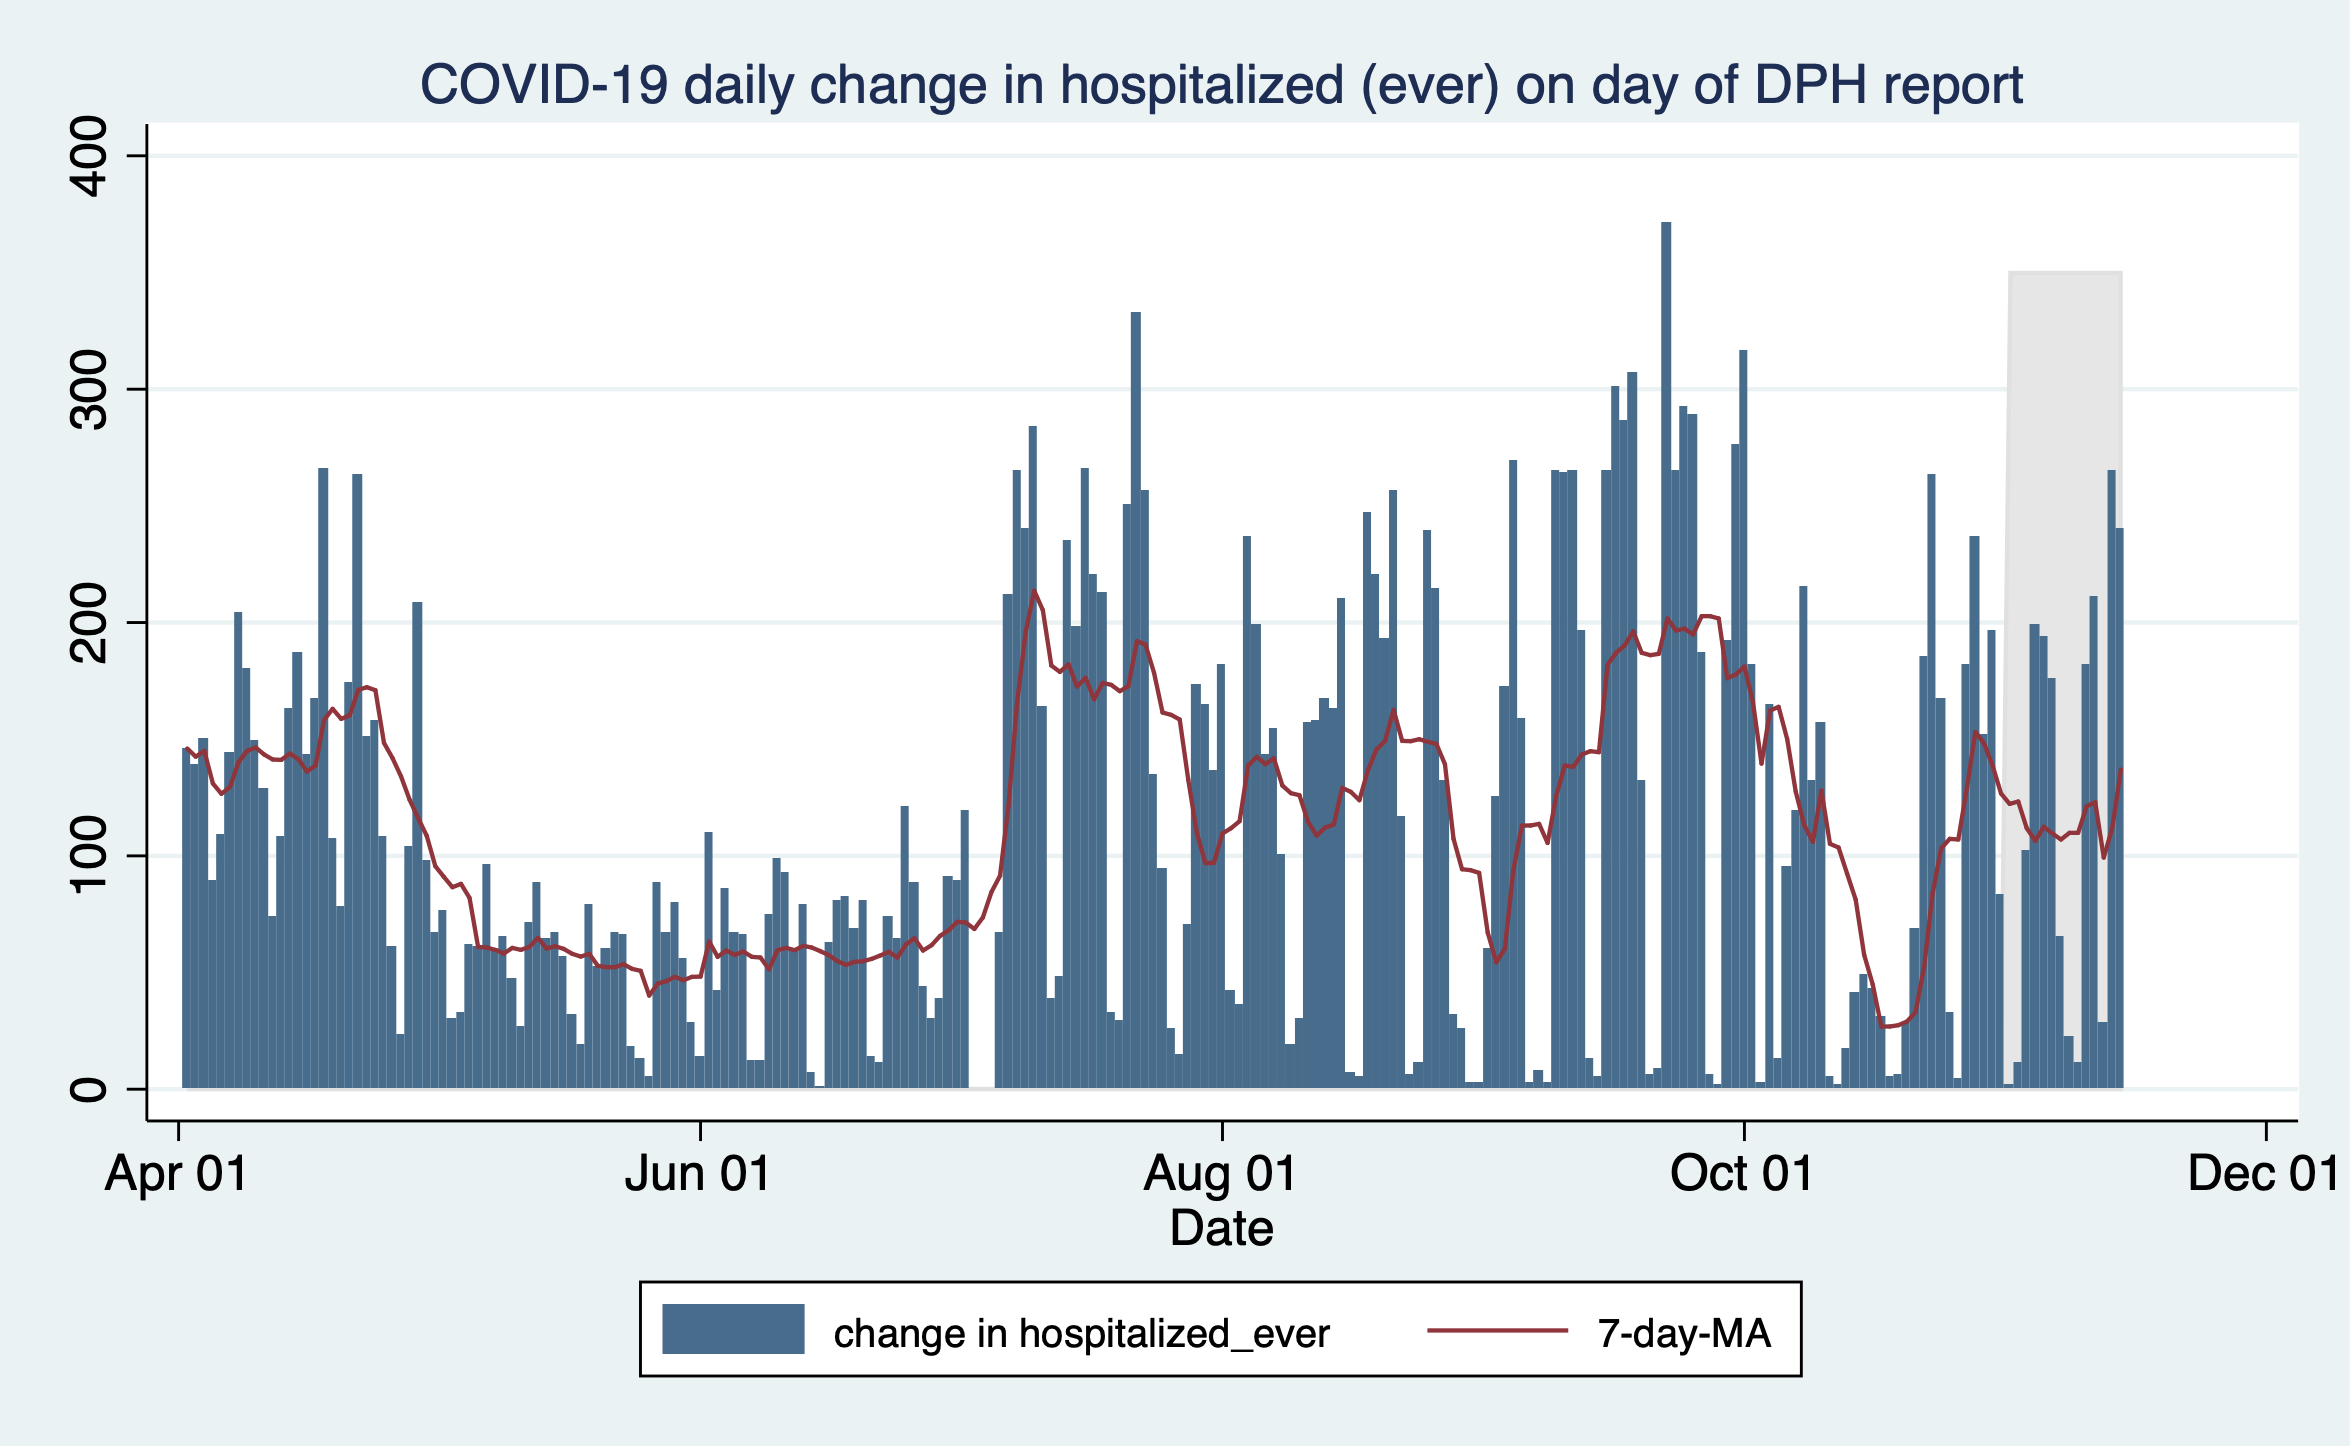 COVID-19 daily change in hospitalized (ever) on day of DPH report
400
300
200
100
0
Apr 01 Jun 01 Aug 01 Oct 01 Dec 01
Date
change in hospitalized_ever 7-day-MA